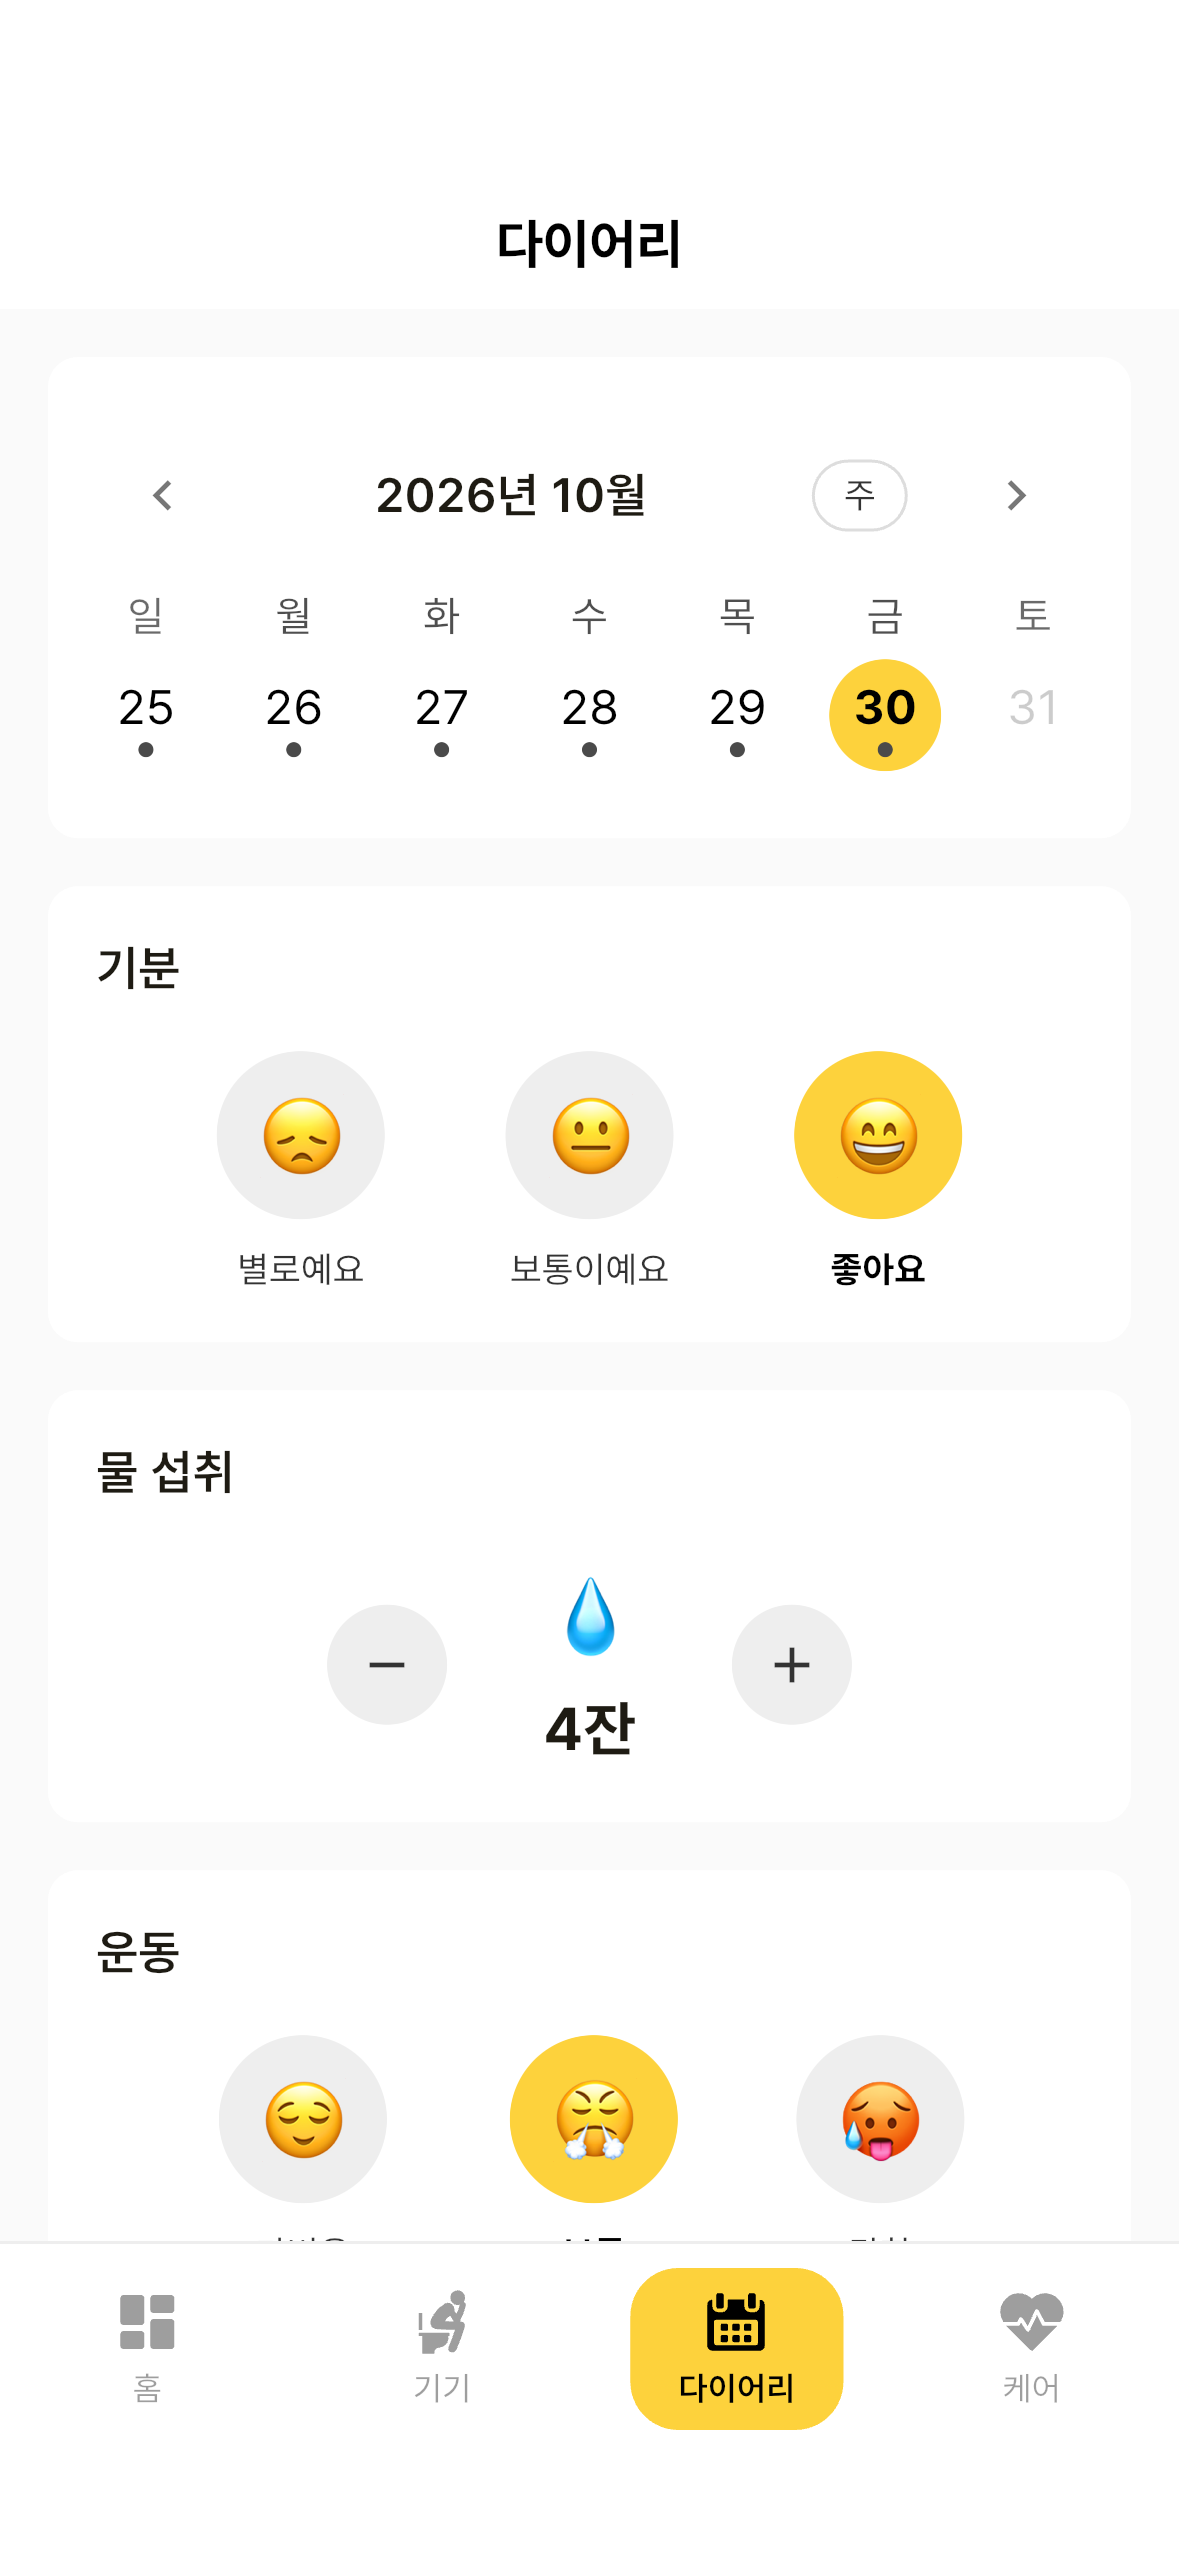 다이어리
2026년 10월 주
일 월 화 수 목 금 토
25 26 27 28 29 30 31
기분
별로예요 보통이예요 좋아요
물 섭취
4잔
운동
홈 기기 다이어리 케어